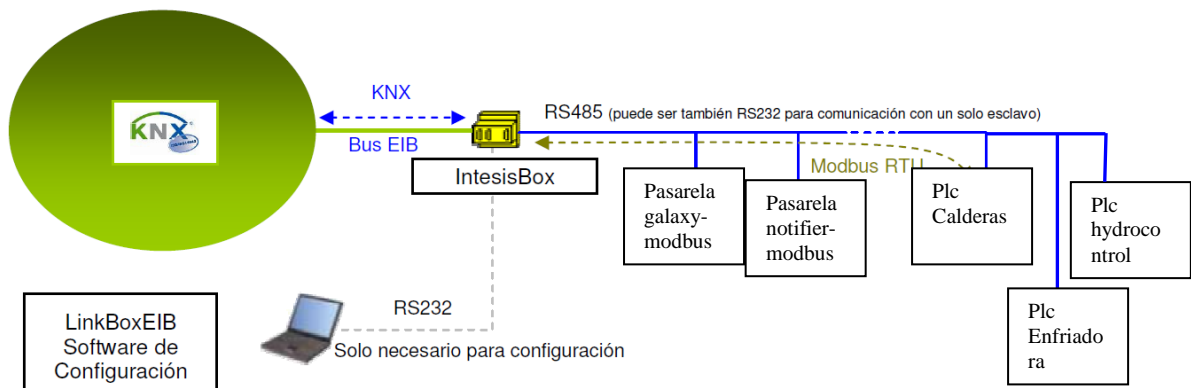 KNX
KNX
Bus EIB
IntesisBox
RS485 (puede ser también RS232 para comunicación con un solo esclavo)
Modbus RTU
Pasarela
galaxy-
modbus
Pasarela
notifier-
modbus
Plc
Calderas
Plc
hydroco
ntrol
Plc
Enfriado
ra
RS232
Solo necesario para configuración
LinkBoxEIB
Software de
Configuración